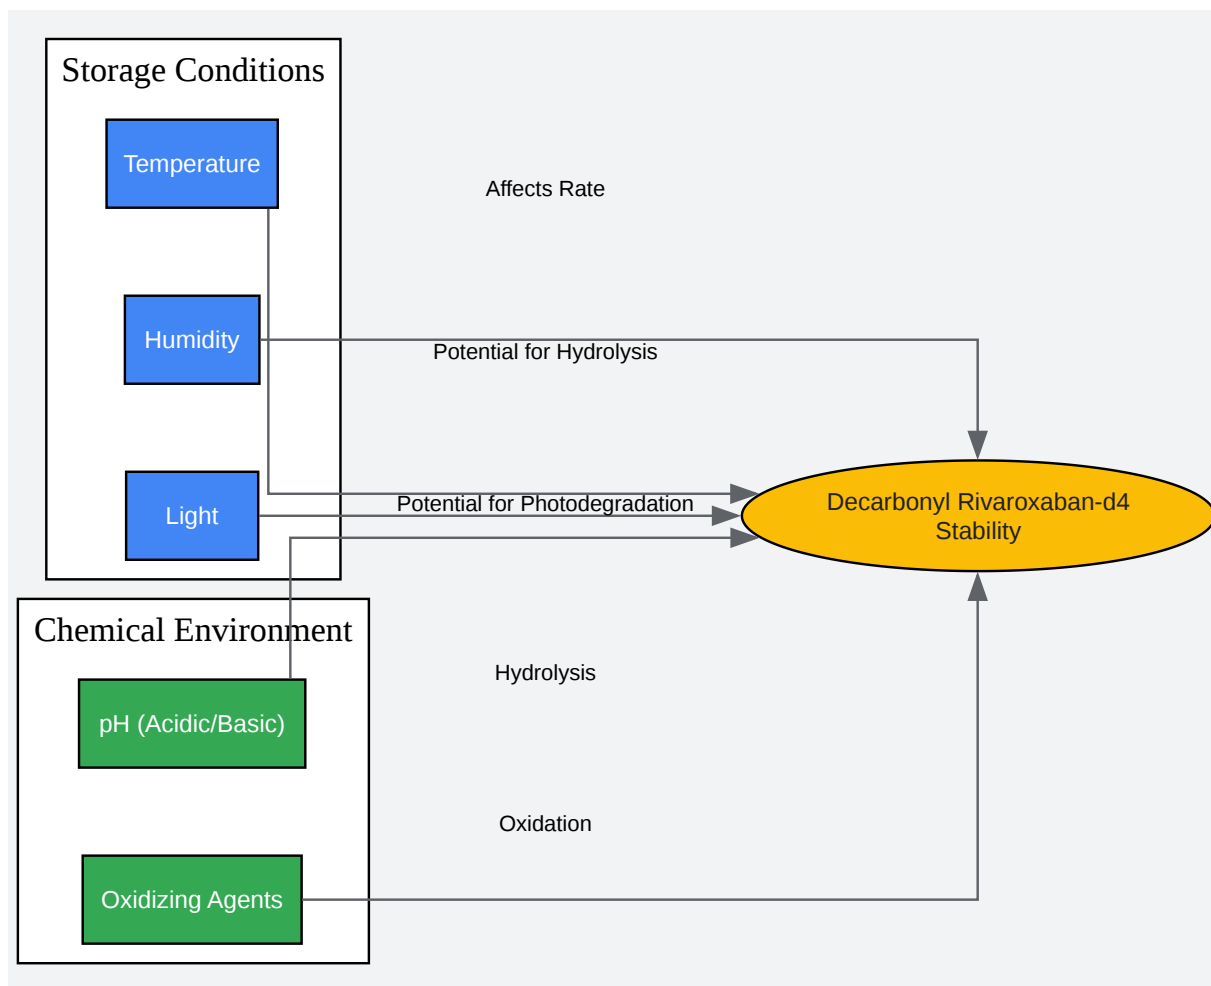 Storage Conditions
Temperature
Affects Rate
Humidity
Potential for Hydrolysis
Light
Potential for Photodegradation
Decarbonyl Rivaroxaban-d4
Stability
Chemical Environment
Hydrolysis
pH (Acidic/Basic)
Oxidation
Oxidizing Agents